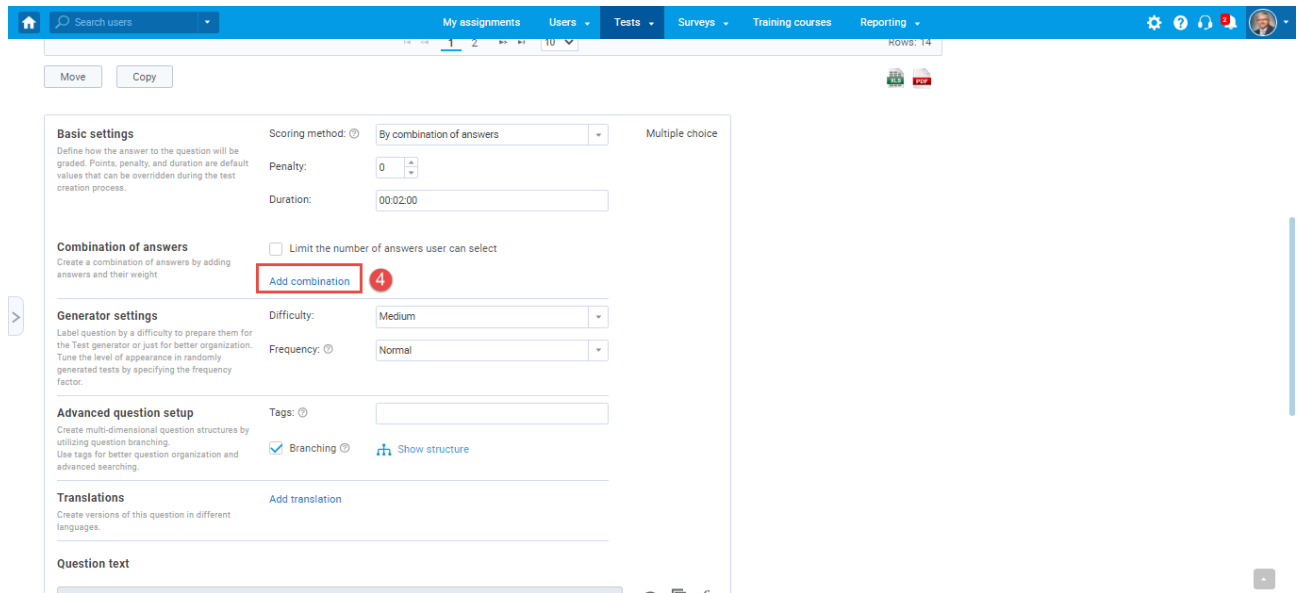 Search users My assignments Users Tests Surveys Training courses Reporting 2
1 2 10 Rows: 14
Move Copy XLS PDF
Basic settings Scoring method: By combination of answers Multiple choice
Define how the answer to the question will be
graded. Points, penalty, and duration are default
values that can be overridden during the test
creation process.
Penalty: 0
Duration: 00:02:00
Combination of answers Limit the number of answers user can select
Create a combination of answers by adding
answers and their weight
Add combination 4
Generator settings Difficulty: Medium
Label question by a difficulty to prepare them for
the Test generator or just for better organization.
Tune the level of appearance in randomly
generated tests by specifying the frequency
factor.
Frequency: Normal
Advanced question setup Tags:
Create multi-dimensional question structures by
utilizing question branching.
Use tags for better question organization and
advanced searching.
Branching Show structure
Translations Add translation
Create versions of this question in different
languages.
Question text